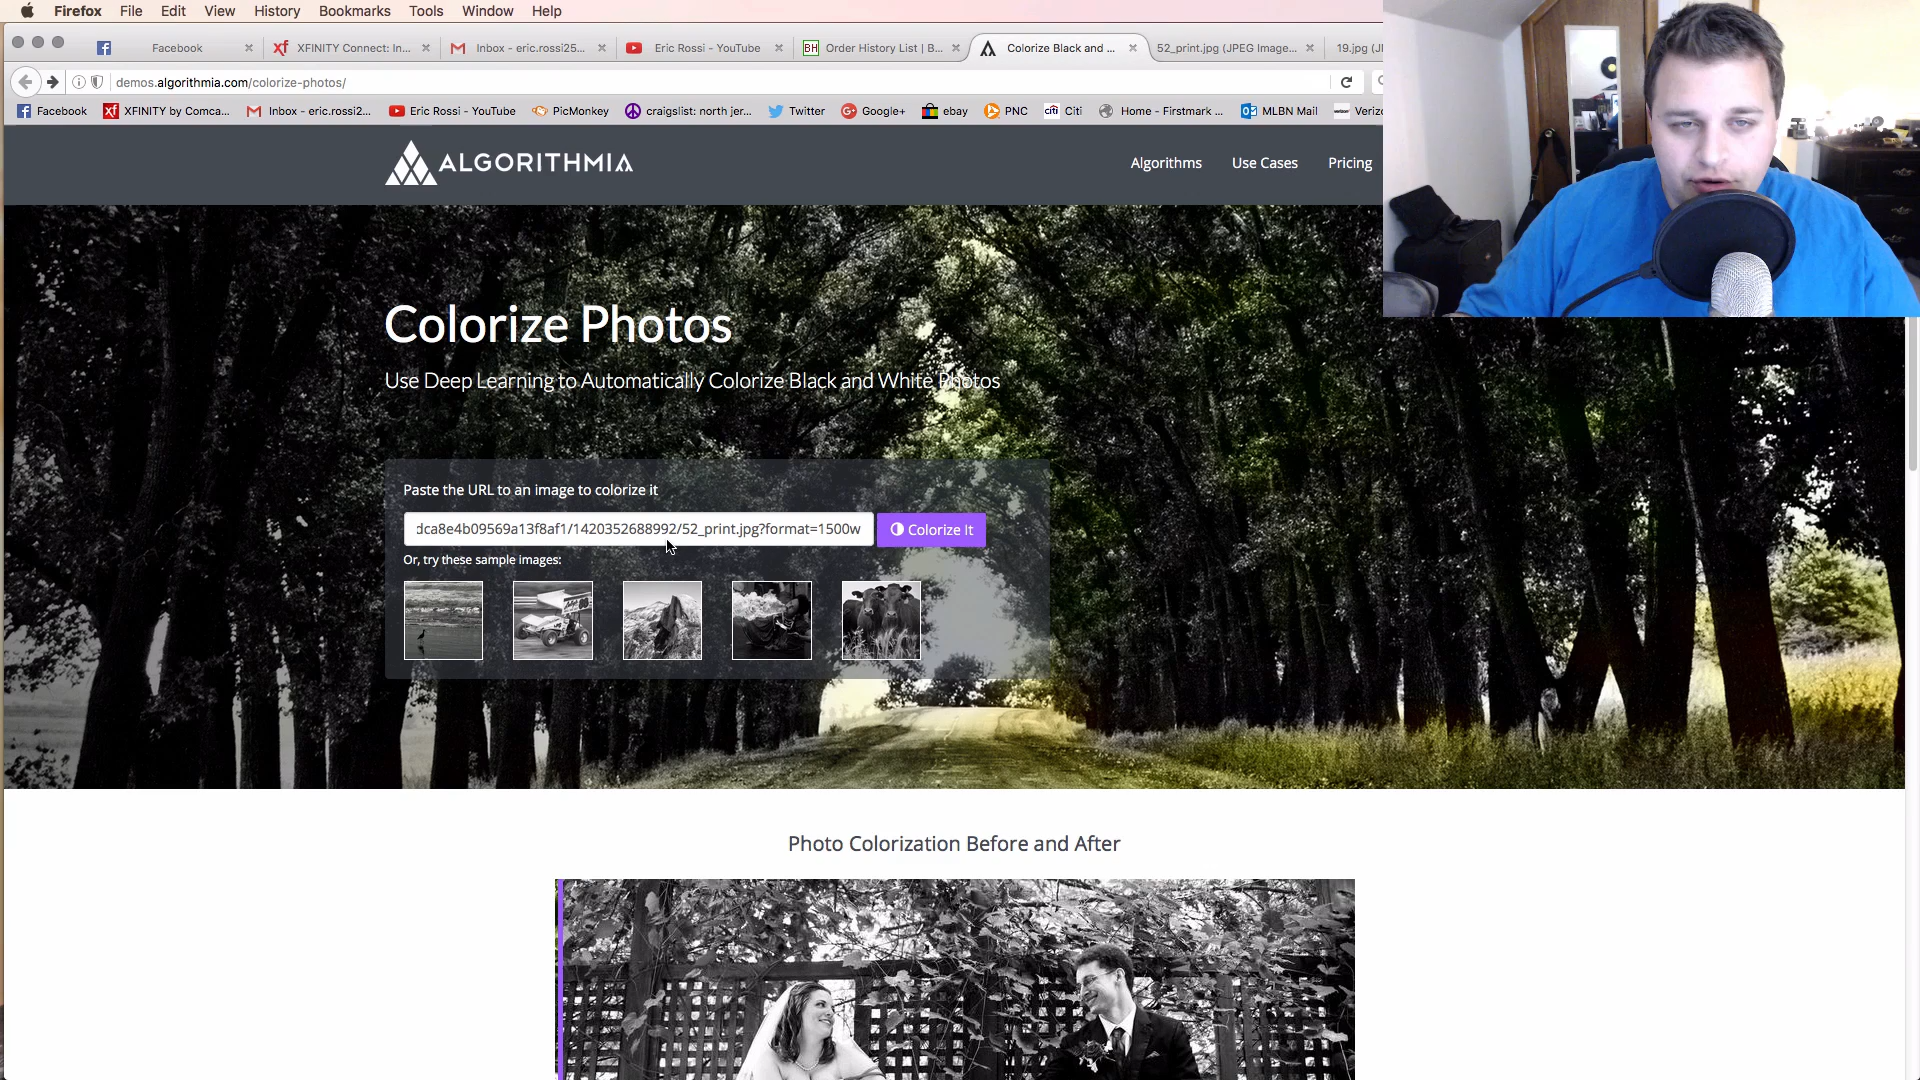 Firefox File Edit View History Bookmarks Tools Window Help
Facebook XFINITY Connect: In... Inbox - eric.rossi25... Eric Rossi - YouTube BH Order History List | B... Colorize Black and ... 52_print.jpg (JPEG Image... 19.jpg (JI
demos.algorithmia.com/colorize-photos/
Facebook XFINITY by Comca... Inbox - eric.rossi2... Eric Rossi - YouTube PicMonkey craigslist: north jer... Twitter Google+ ebay PNC citi Citi Home - Firstmark ... MLBN Mail Verizo
ALGORITHMIA
Algorithms Use Cases Pricing
Colorize Photos
Use Deep Learning to Automatically Colorize Black and White Photos
Paste the URL to an image to colorize it
dca8e4b09569a13f8af1/1420352688992/52_print.jpg?format=1500w Colorize It
Or, try these sample images:
Photo Colorization Before and After